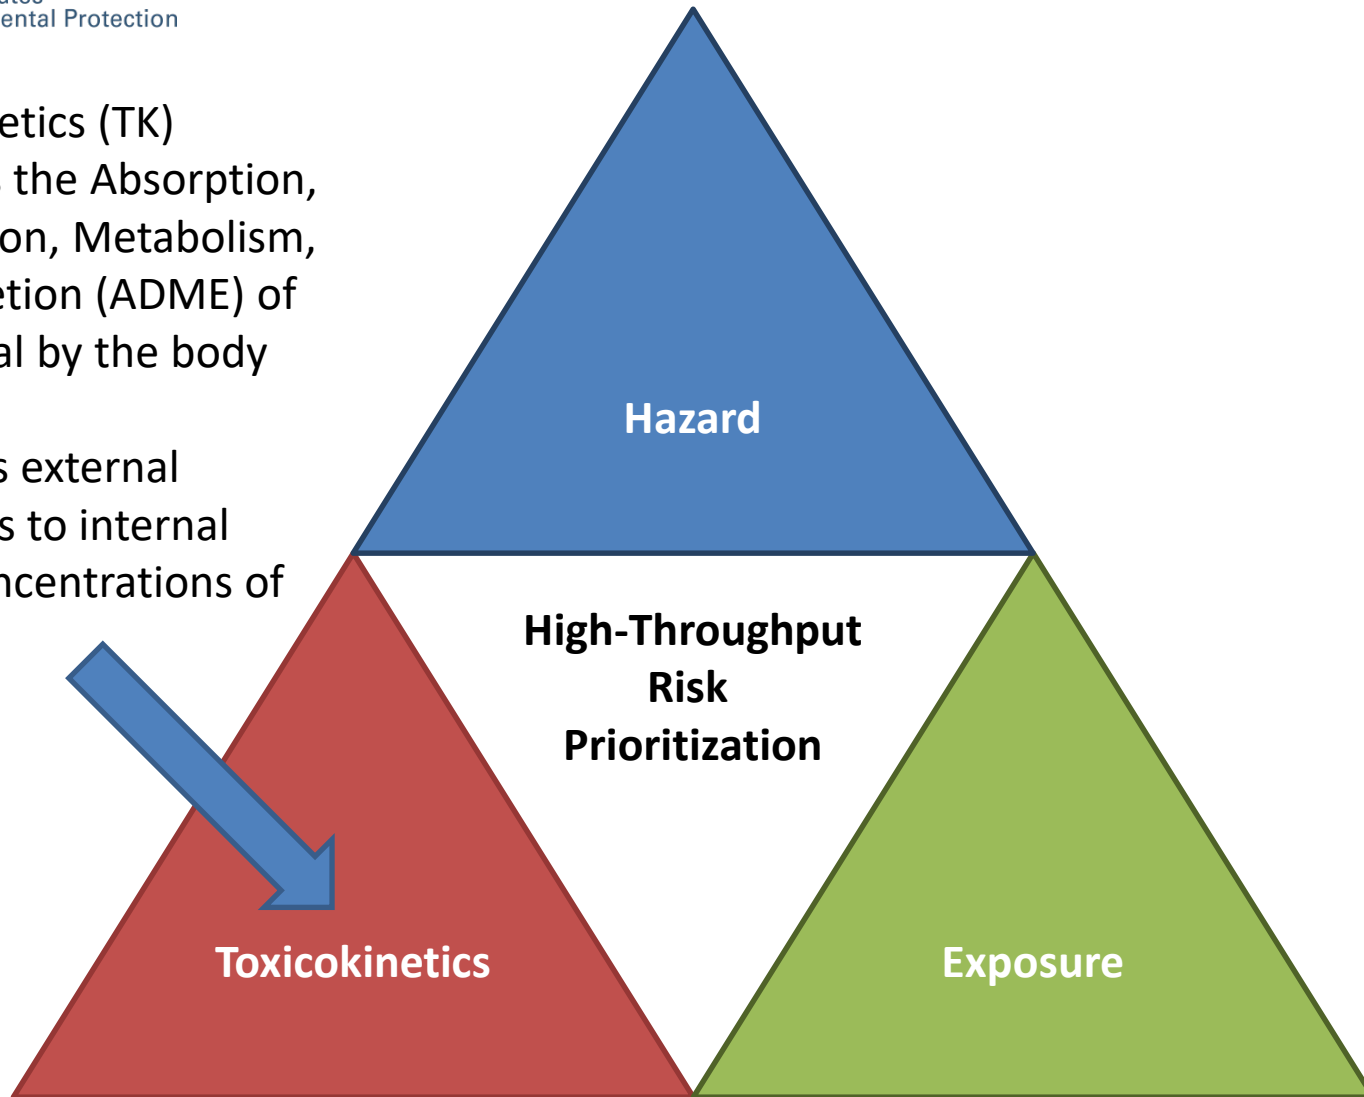 ental Protection
etics (TK)
s the Absorption,
on, Metabolism,
etion (ADME) of
al by the body
s external
s to internal
ncentrations of
Hazard
High-Throughput
Risk
Prioritization
Toxicokinetics
Exposure